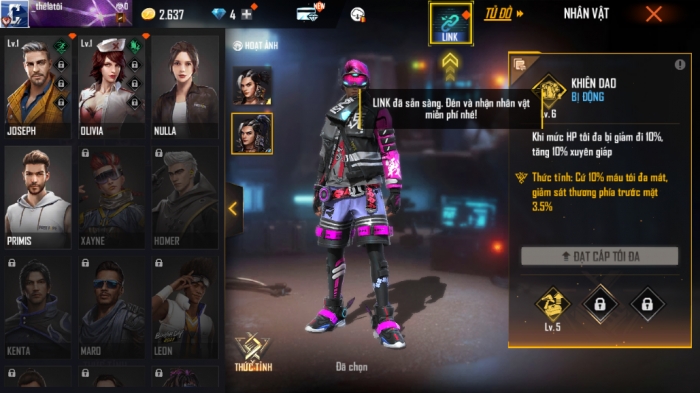 thelàtôi
2.637
4
NEW
LINK
TỦ ĐỒ
NHÂN VẬT
HOẠT ẢNH
Lv.1
Lv.1
JOSEPH
OLIVIA
NULLA
PRIMIS
XAYNE
HOMER
KENTA
MARO
LEON
LINK đã sẵn sàng. Đến và nhận nhân vật
miễn phí nhé!
KHIÊN DAO
BỊ ĐỘNG
Lv.6
Khi mức HP tối đa bị giảm đi 10%,
tăng 10% xuyên giáp
Thức tỉnh: Cứ 10% máu tối đa mất,
giảm sát thương phía trước mặt
3.5%
ĐẠT CẤP TỐI ĐA
Lv.5
THỨC TỈNH
Đã chọn